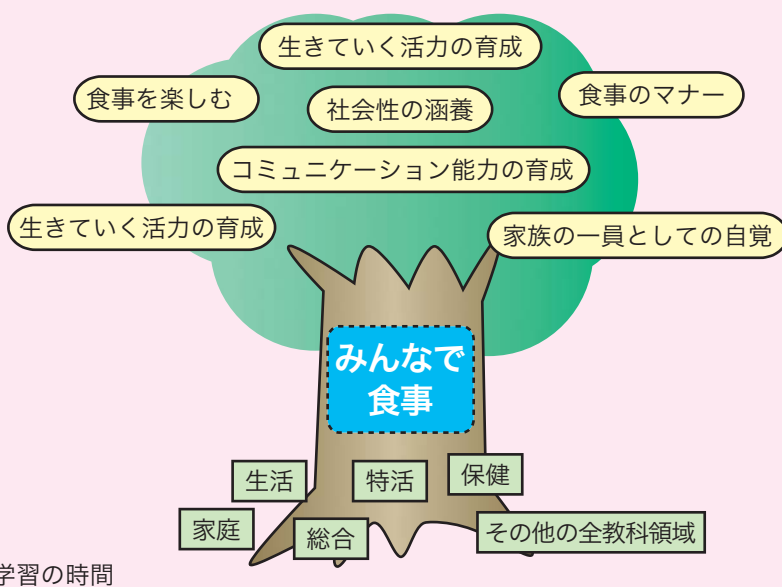 生きていく活力の育成
食事を楽しむ
社会性の涵養
食事のマナー
コミュニケーション能力の育成
生きていく活力の育成
家族の一員としての自覚
みんなで
食事
生活
特活
保健
家庭
総合
その他の全教科領域
学習の時間